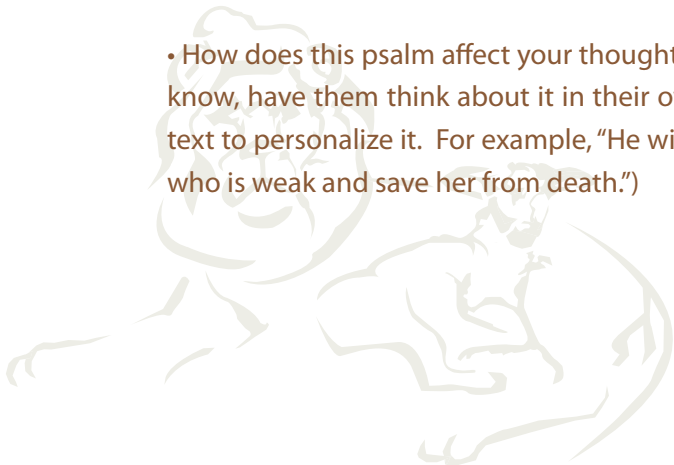 • How does this psalm affect your thought
know, have them think about it in their o
text to personalize it. For example, “He wi
who is weak and save her from death.”)